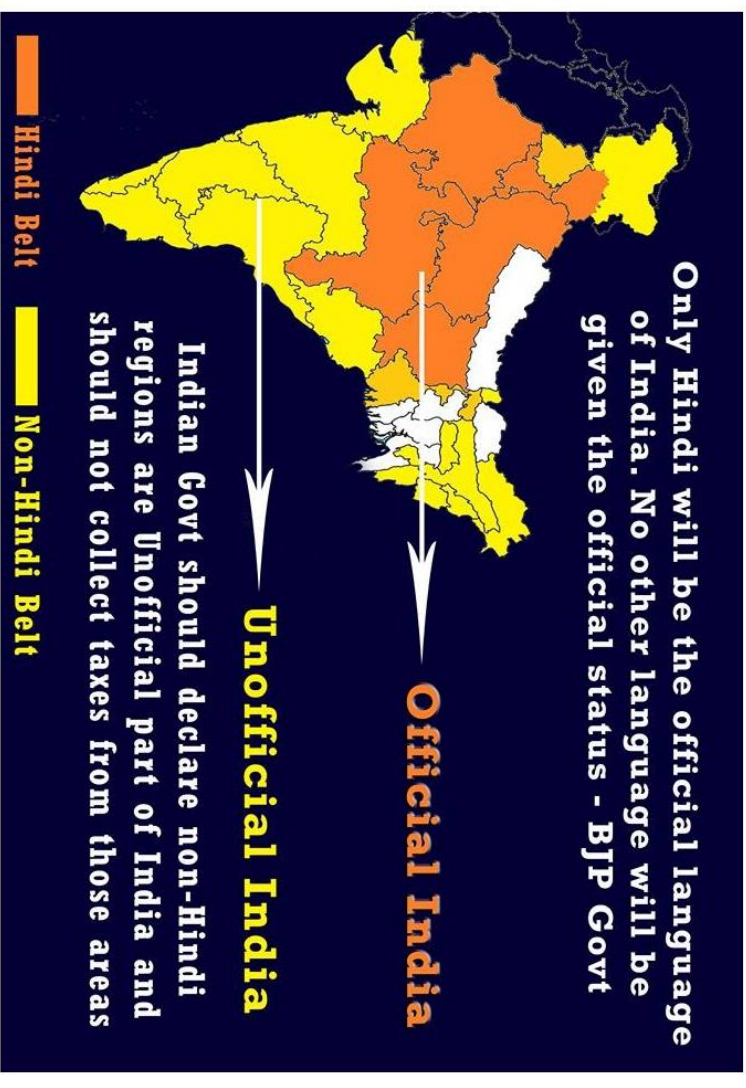 Only Hindi will be the official language
of India. No other language will be
given the official status - BJP Govt
Official India
Unofficial India
Indian Govt should declare non-Hindi
regions are Unofficial part of India and
should not collect taxes from those areas
Hindi Belt
Non-Hindi Belt